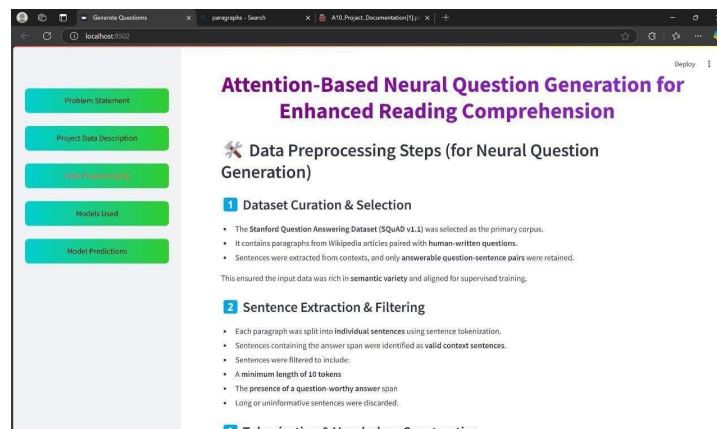 Generate Questions
paragraphs - Search
A10_Project_Documentation[1].p
localhost:8502
Deploy
Problem Statement
Project Data Description
Models Used
Model Predictions
Attention-Based Neural Question Generation for
Enhanced Reading Comprehension
Data Preprocessing Steps (for Neural Question
Generation)
1 Dataset Curation & Selection
• The Stanford Question Answering Dataset (SQuAD v1.1) was selected as the primary corpus.
• It contains paragraphs from Wikipedia articles paired with human-written questions.
• Sentences were extracted from contexts, and only answerable question-sentence pairs were retained.
This ensured the input data was rich in semantic variety and aligned for supervised training.
2 Sentence Extraction & Filtering
• Each paragraph was split into individual sentences using sentence tokenization.
• Sentences containing the answer span were identified as valid context sentences.
• Sentences were filtered to include:
• A minimum length of 10 tokens
• The presence of a question-worthy answer span
• Long or uninformative sentences were discarded.